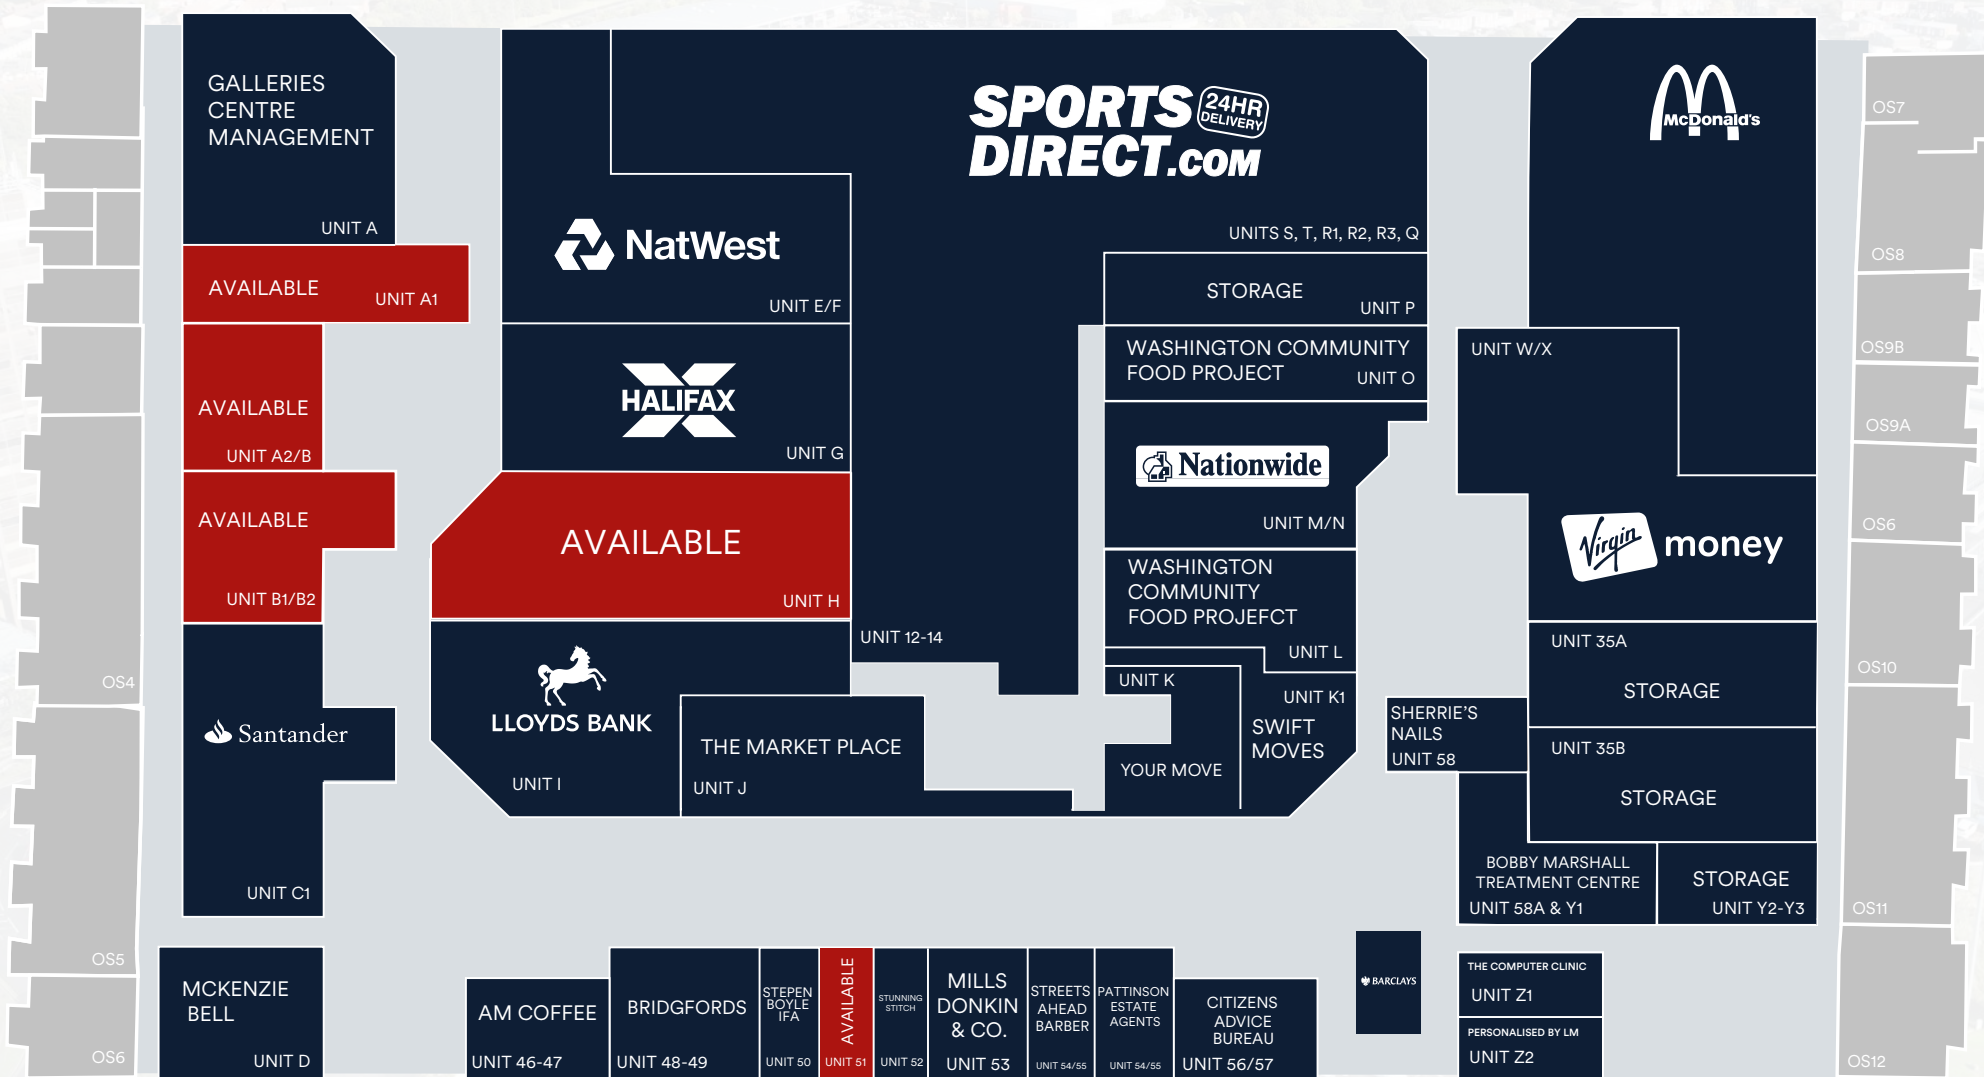 GALLERIES
CENTRE
MANAGEMENT
UNIT A
AVAILABLE
UNIT A1
AVAILABLE
UNIT A2/B
AVAILABLE
UNIT B1/B2
Santander
UNIT C1
MCKENZIE
BELL
UNIT D
NatWest
UNIT E/F
HALIFAX
UNIT G
AVAILABLE
UNIT H
LLOYDS BANK
UNIT I
THE MARKET PLACE
UNIT J
SPORTS
DIRECT.COM
24HR
DELIVERY
UNITS S, T, R1, R2, R3, Q
UNIT 12-14
STORAGE
UNIT P
WASHINGTON COMMUNITY
FOOD PROJECT
UNIT O
Nationwide
UNIT M/N
WASHINGTON
COMMUNITY
FOOD PROJEFCT
UNIT L
UNIT K
YOUR MOVE
UNIT K1
SWIFT
MOVES
McDonald's
UNIT W/X
Virgin money
UNIT 35A
STORAGE
UNIT 35B
STORAGE
SHERRIE'S
NAILS
UNIT 58
BOBBY MARSHALL
TREATMENT CENTRE
UNIT 58A & Y1
STORAGE
UNIT Y2-Y3
AM COFFEE
UNIT 46-47
BRIDGFORDS
UNIT 48-49
STEPEN
BOYLE
IFA
UNIT 50
AVAILABLE
UNIT 51
STUNNING
STITCH
UNIT 52
MILLS
DONKIN
& CO.
UNIT 53
STREETS
AHEAD
BARBER
UNIT 54/55
PATTINSON
ESTATE
AGENTS
UNIT 54/55
CITIZENS
ADVICE
BUREAU
UNIT 56/57
BARCLAYS
THE COMPUTER CLINIC
UNIT Z1
PERSONALISED BY LM
UNIT Z2
OS4
OS5
OS6
OS7
OS8
OS9B
OS9A
OS6
OS10
OS11
OS12